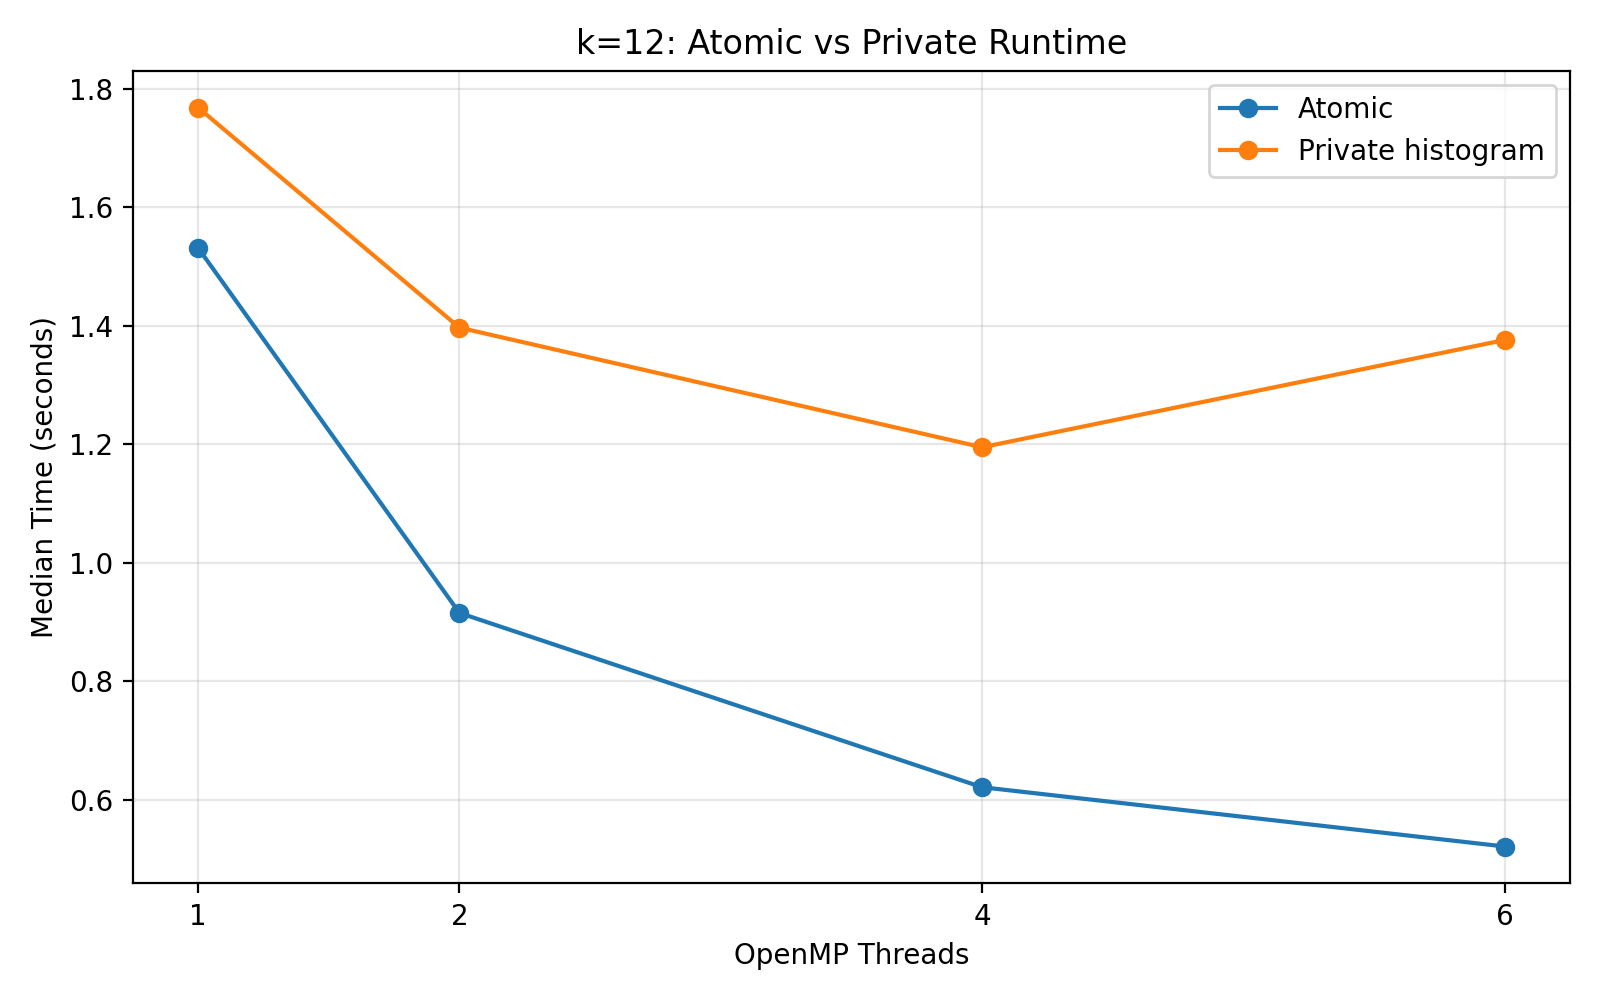 k=12: Atomic vs Private Runtime
Atomic
Private histogram
Median Time (seconds)
1.8
1.6
1.4
1.2
1.0
0.8
0.6
1 2 4 6
OpenMP Threads